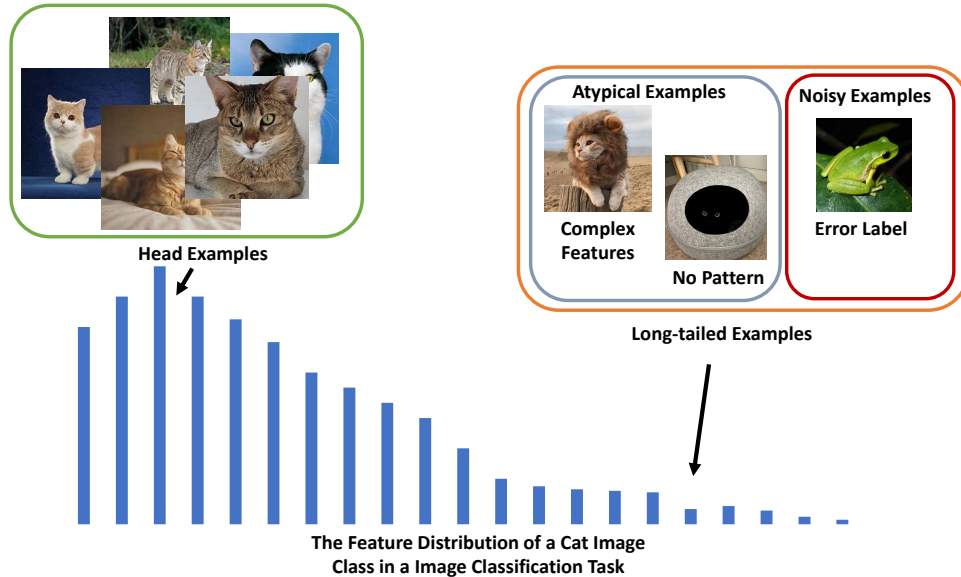 Atypical Examples
Noisy Examples
Complex
Features
No Pattern
Error Label
Head Examples
Long-tailed Examples
The Feature Distribution of a Cat Image
Class in a Image Classification Task